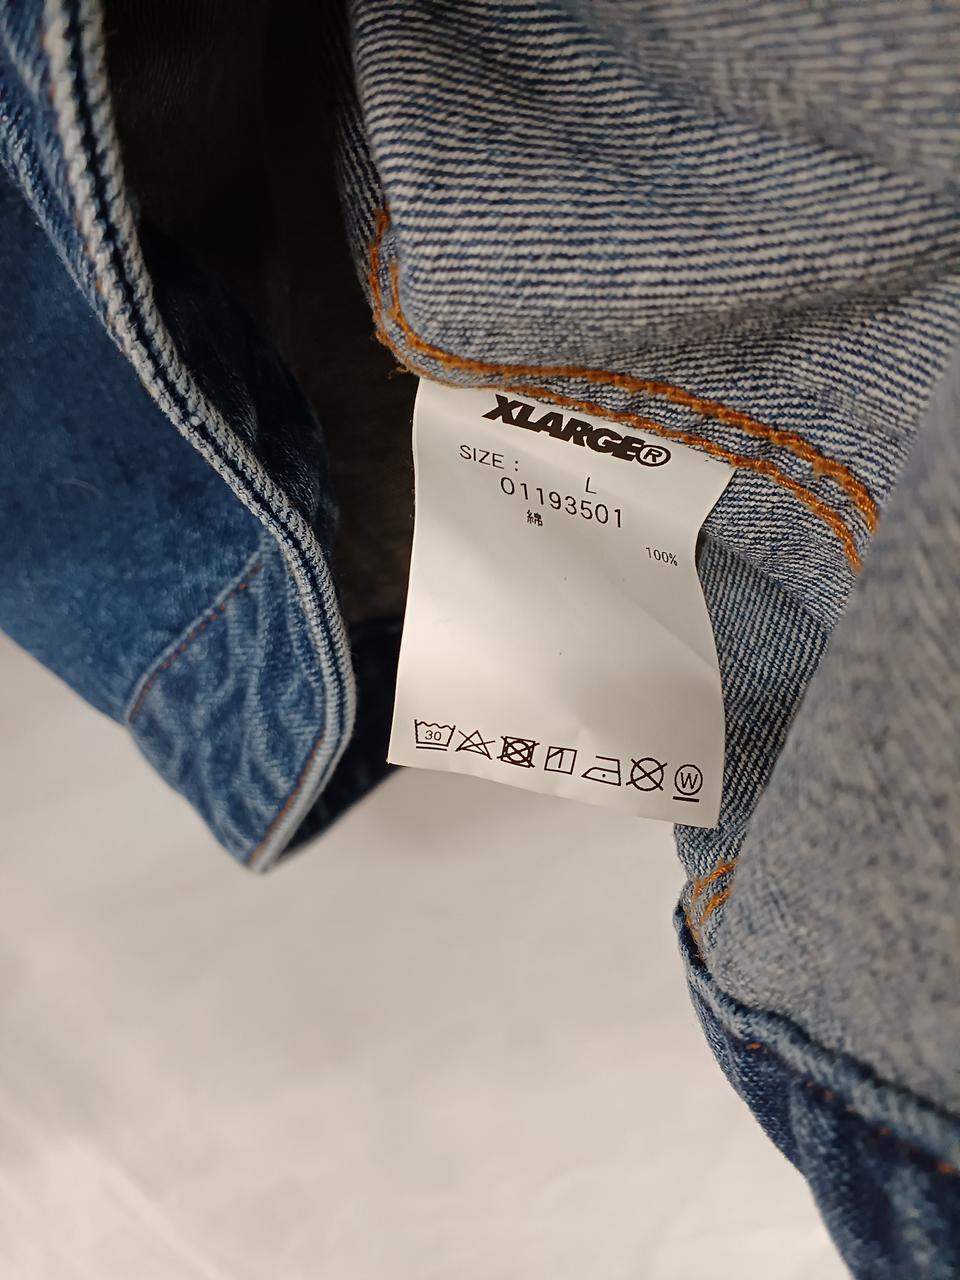 XLARGE®
SIZE : L
01193501
綿 100%
30
W